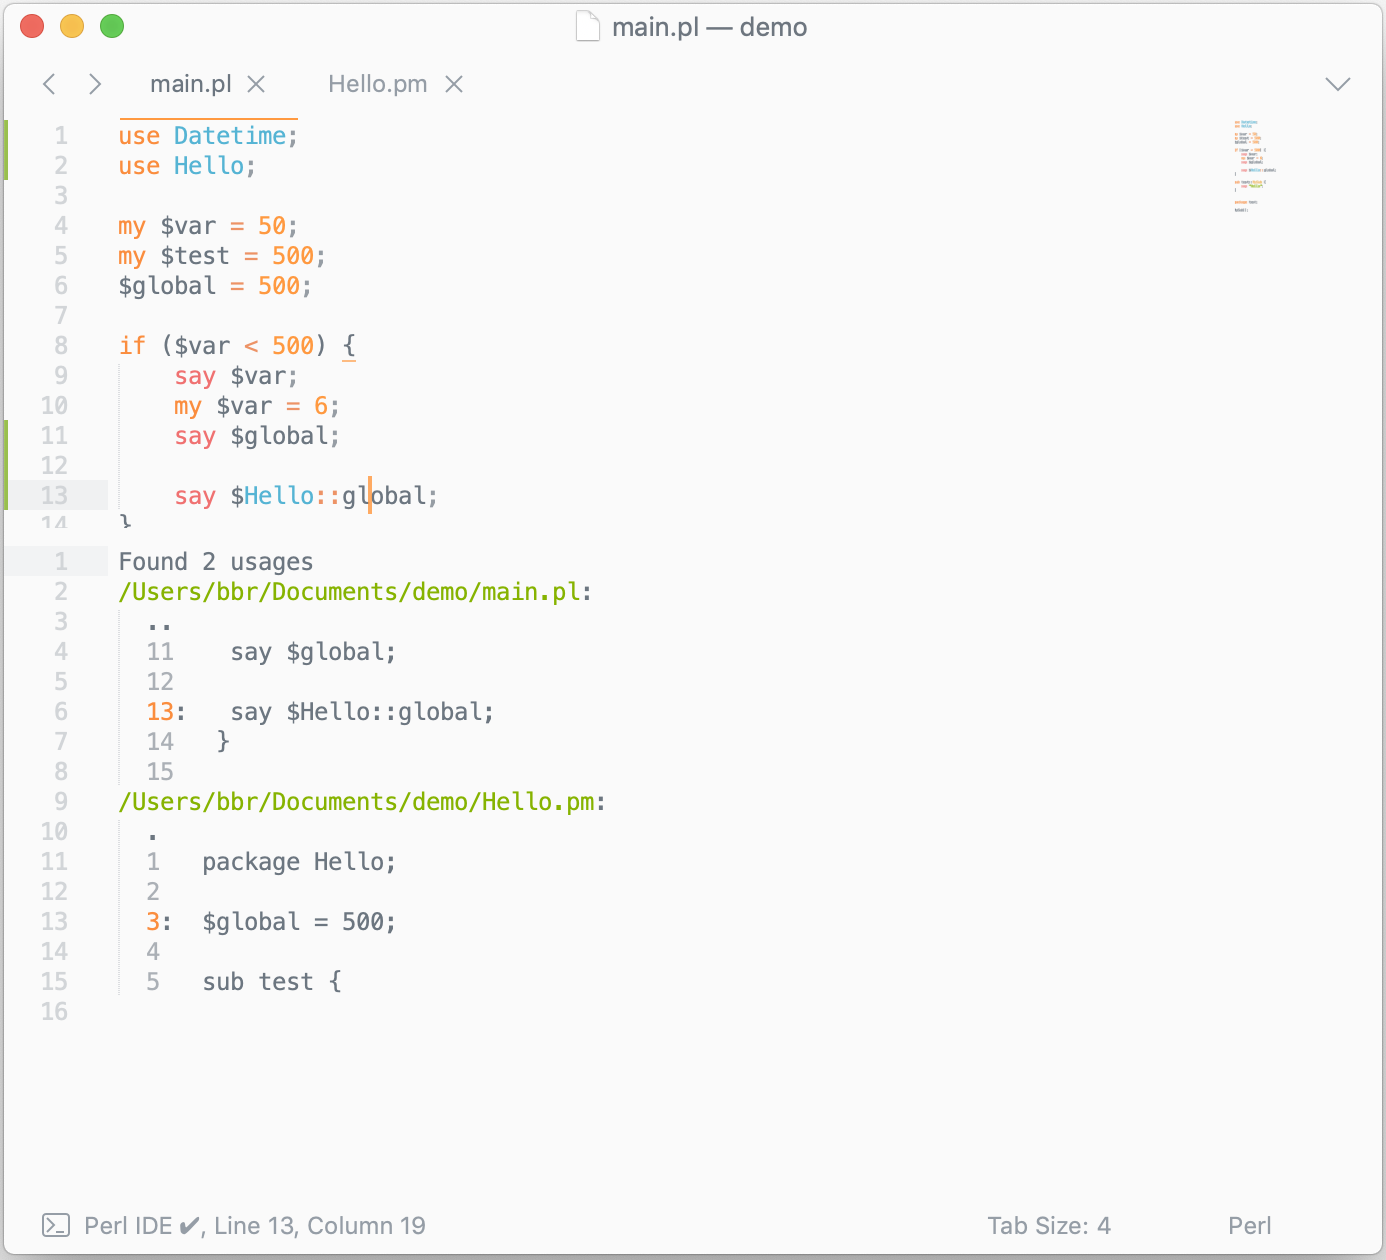 main.pl — demo
main.pl Hello.pm
1 use Datetime;
2 use Hello;
3
4 my $var = 50;
5 my $test = 500;
6 $global = 500;
7
8 if ($var < 500) {
9 say $var;
10 my $var = 6;
11 say $global;
12
13 say $Hello::global;
14 }
1 Found 2 usages
2 /Users/bbr/Documents/demo/main.pl:
3 ..
4 11 say $global;
5 12
6 13: say $Hello::global;
7 14 }
8 15
9 /Users/bbr/Documents/demo/Hello.pm:
10 .
11 1 package Hello;
12 2
13 3: $global = 500;
14 4
15 5 sub test {
16
Perl IDE ✔, Line 13, Column 19 Tab Size: 4 Perl